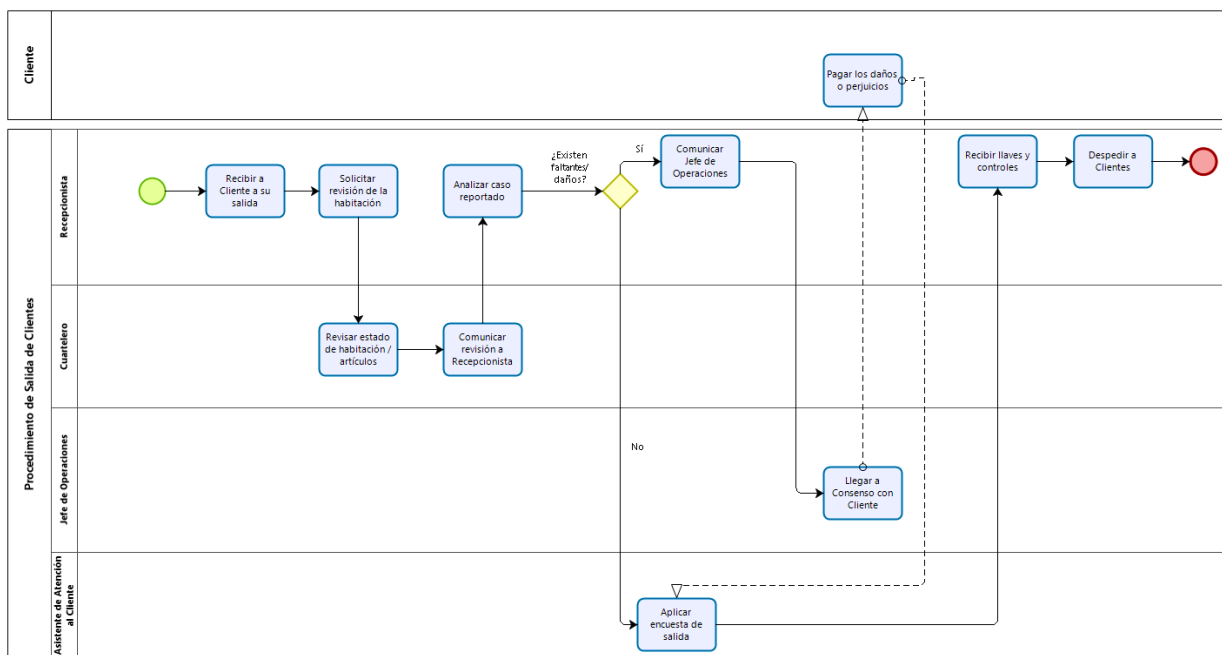 Cliente
Pagar los daños
o perjuicios
Procedimiento de Salida de Clientes
Recepcionista
Recibir a
Cliente a su
salida
Solicitar
revisión de la
habitación
Analizar caso
reportado
¿Existen
faltantes/
daños?
Sí
Comunicar
Jefe de
Operaciones
Recibir llaves y
controles
Despedir a
Clientes
Cuartelero
Revisar estado
de habitación /
artículos
Comunicar
revisión a
Recepcionista
Jefe de Operaciones
No
Llegar a
Consenso con
Cliente
Asistente de Atención
al Cliente
Aplicar
encuesta de
salida